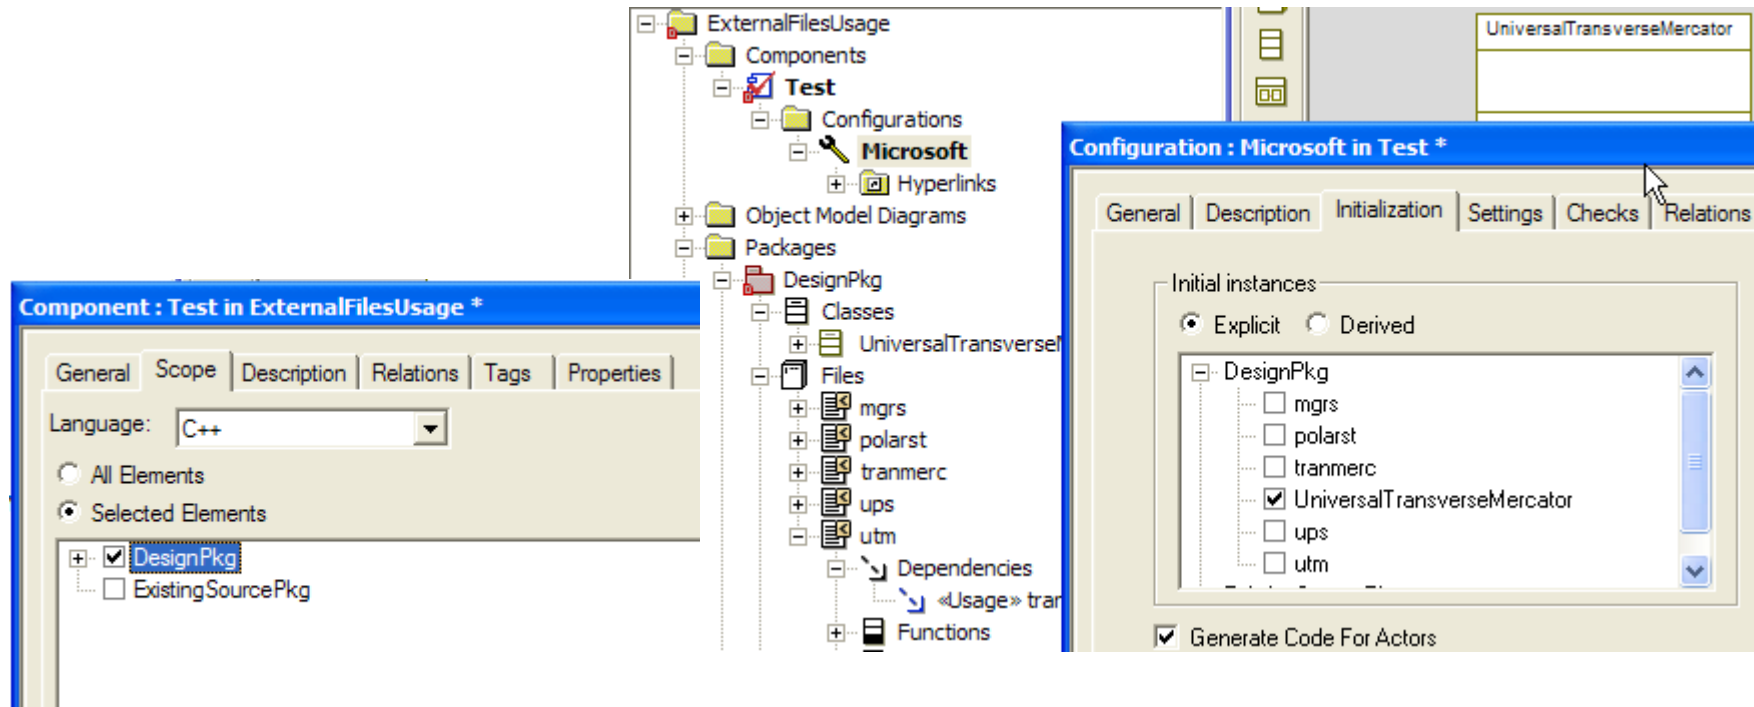 ExternalFilesUsage
Components
Test
Configurations
Microsoft
Hyperlinks
Object Model Diagrams
Packages
DesignPkg
Classes
UniversalTransverse
Files
mgrs
polarst
tranmerc
ups
utm
Dependencies
«Usage» tran
Functions
UniversalTransverseMercator
Component : Test in ExternalFilesUsage *
General Scope Description Relations Tags Properties
Language: C++
All Elements
Selected Elements
DesignPkg
ExistingSourcePkg
Configuration : Microsoft in Test *
General Description Initialization Settings Checks Relations
Initial instances
Explicit Derived
DesignPkg
mgrs
polarst
tranmerc
UniversalTransverseMercator
ups
utm
Generate Code For Actors